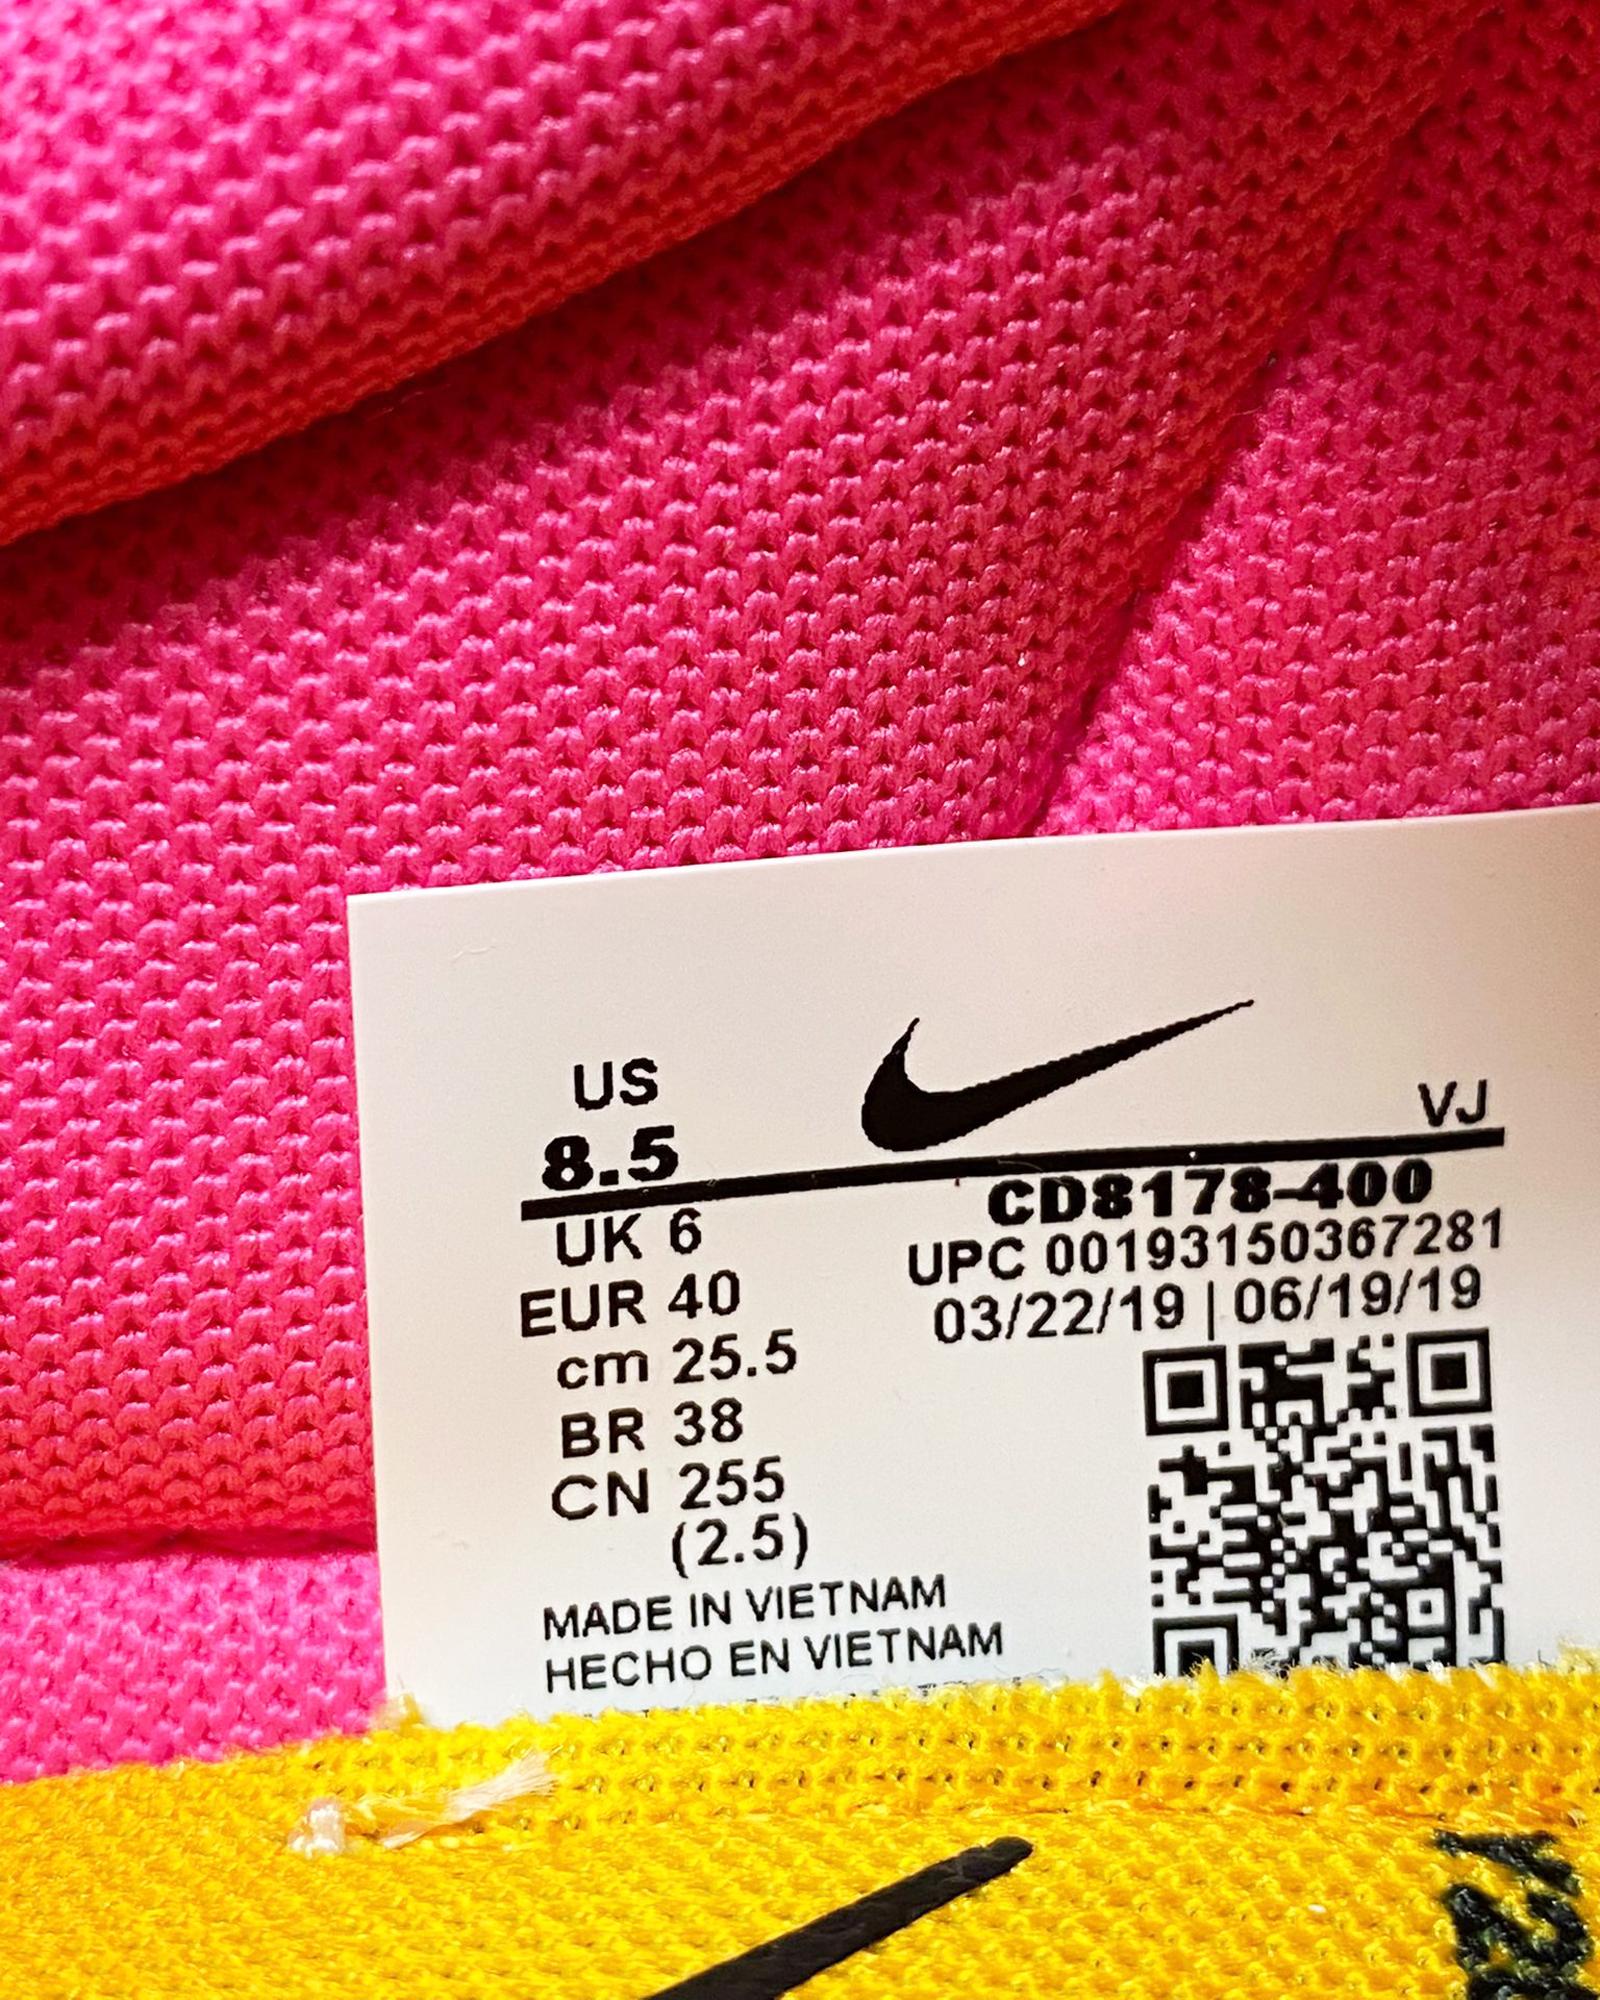 US
8.5
VJ
CD8178-400
UPC 00193150367281
03/22/19 | 06/19/19
UK 6
EUR 40
cm 25.5
BR 38
CN 255
(2.5)
MADE IN VIETNAM
HECHO EN VIETNAM